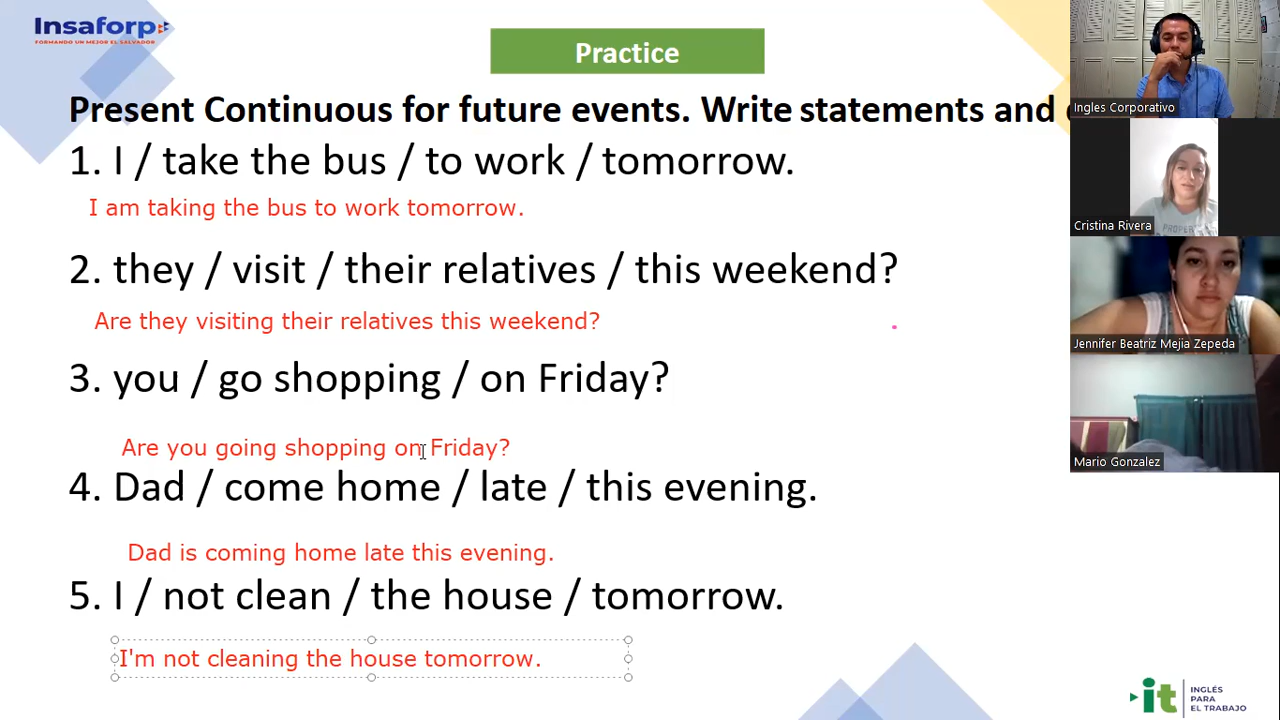 Insaforp
FORMANDO UN MEJOR EL SALVADOR
Practice
Present Continuous for future events. Write statements and
1. I / take the bus / to work / tomorrow.
I am taking the bus to work tomorrow.
2. they / visit / their relatives / this weekend?
Are they visiting their relatives this weekend?
3. you / go shopping / on Friday?
Are you going shopping on Friday?
4. Dad / come home / late / this evening.
Dad is coming home late this evening.
5. I / not clean / the house / tomorrow.
I'm not cleaning the house tomorrow.
Ingles Corporativo
Cristina Rivera
Jennifer Beatriz Mejia Zepeda
Mario Gonzalez
it
INGLÉS
PARA
EL TRABAJO